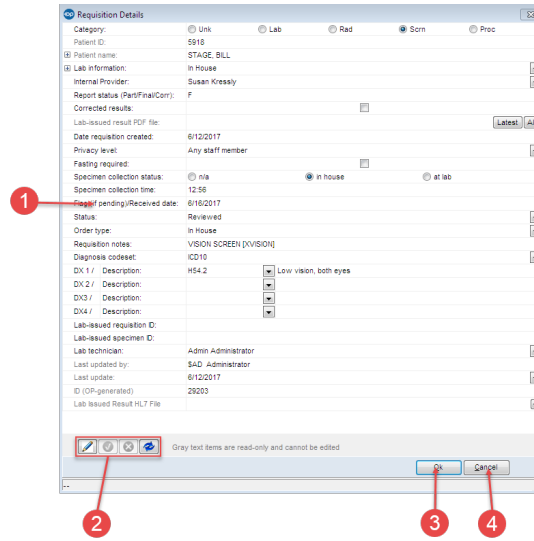 Requisition Details
Category: Unk Lab Rad Scrn Proc
Patient ID: 5918
Patient name: STAGE, BILL
Lab information: In House
Internal Provider: Susan Kressly
Report status (Part/Final/Corr): F
Corrected results:
Lab-issued result PDF file: Latest
Date requisition created: 6/12/2017
Privacy level: Any staff member
Fasting required:
Specimen collection status: n/a in house at lab
Specimen collection time: 12:56
1 Flag (if pending)/Received date: 6/16/2017
Status: Reviewed
Order type: In House
Requisition notes: VISION SCREEN [XVISION]
Diagnosis codeset: ICD10
DX 1 / Description: H54.2 Low vision, both eyes
DX 2 / Description:
DX3 / Description:
DX4 / Description:
Lab-issued requisition ID:
Lab-issued specimen ID:
Lab technician: Admin Administrator
Last updated by: $AD Administrator
Last update: 6/12/2017
ID (OP-generated) 29203
Lab Issued Result HL7 File
Gray text items are read-only and cannot be edited
Ok Cancel
--
2 3 4